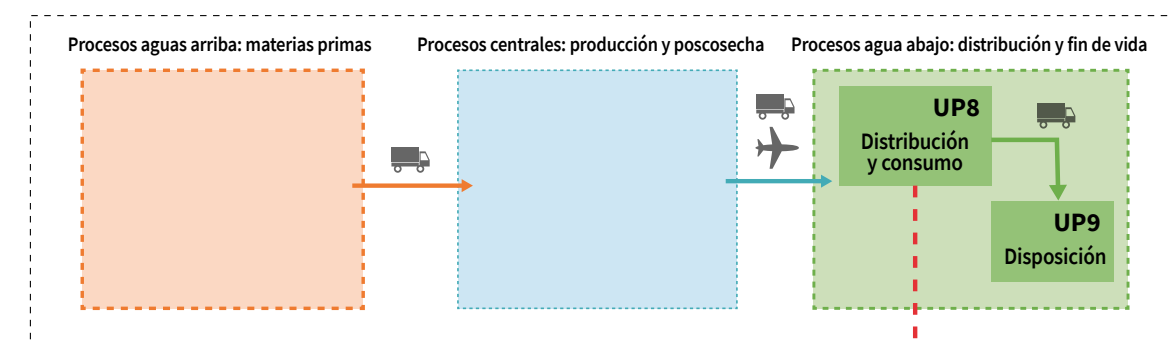 Procesos aguas arriba: materias primas
Procesos centrales: producción y poscosecha
Procesos agua abajo: distribución y fin de vida
UP8
Distribución
y consumo
UP9
Disposición